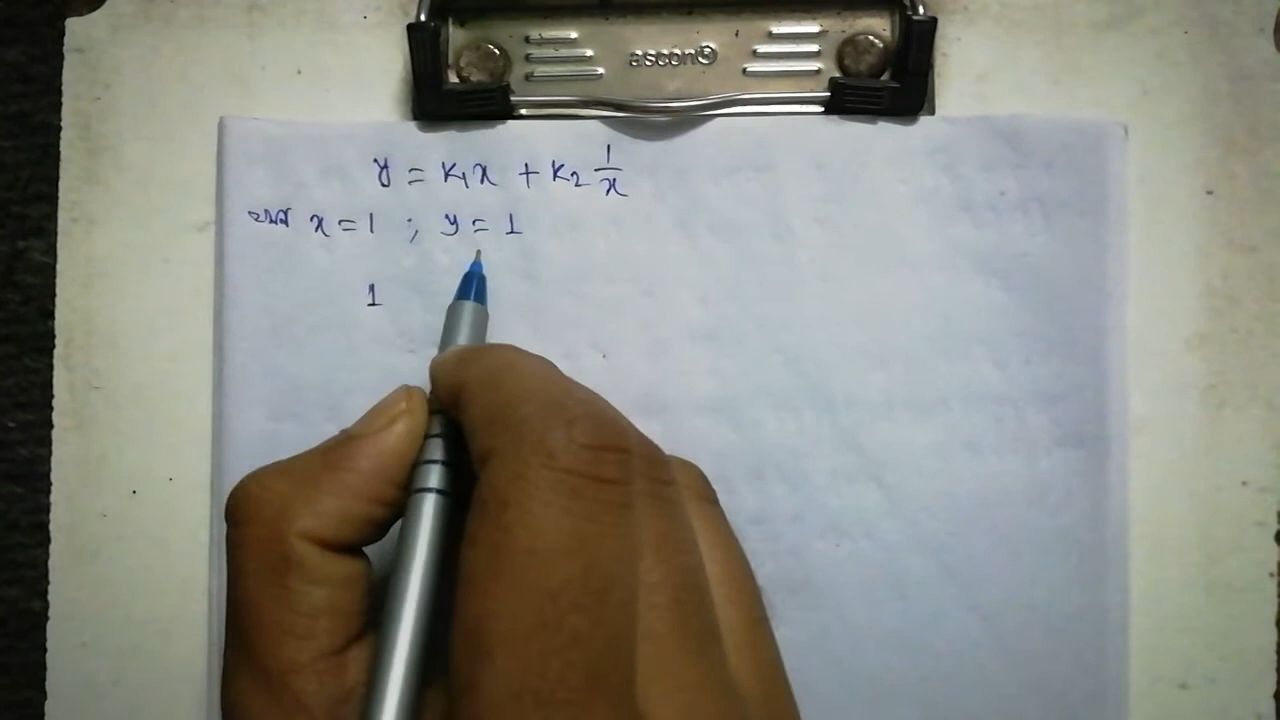 ascon®
y = K₁x + K₂ 1/x
যখন x = 1 ; y = 1
1